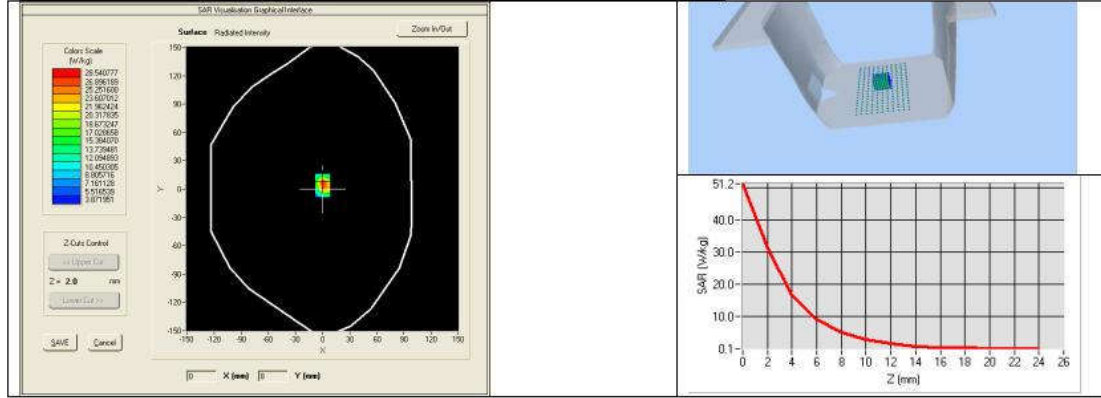 SAR Visualisation Graphical Interface
Surface Radiated Intensity
Zoom In/Out
Colors Scale
(W/kg)
28.540777
26.896189
25.251600
23.607012
21.962424
20.317835
18.673247
17.028658
15.384070
13.739481
12.094893
10.450305
8.805716
7.161128
5.516539
3.871951
Z-Cuts Control
<< Upper Cut
Z = 2.0 mm
Lower Cut >>
SAVE Cancel
150
120
90
60
30
0
-30
-60
-90
-120
-150
Y
-150 -120 -90 -60 -30 0 30 60 90 120 150
X
0 X (mm) 0 Y (mm)
51.2
40.0
30.0
20.0
10.0
0.1
SAR (W/kg)
0 2 4 6 8 10 12 14 16 18 20 22 24 26
Z (mm)